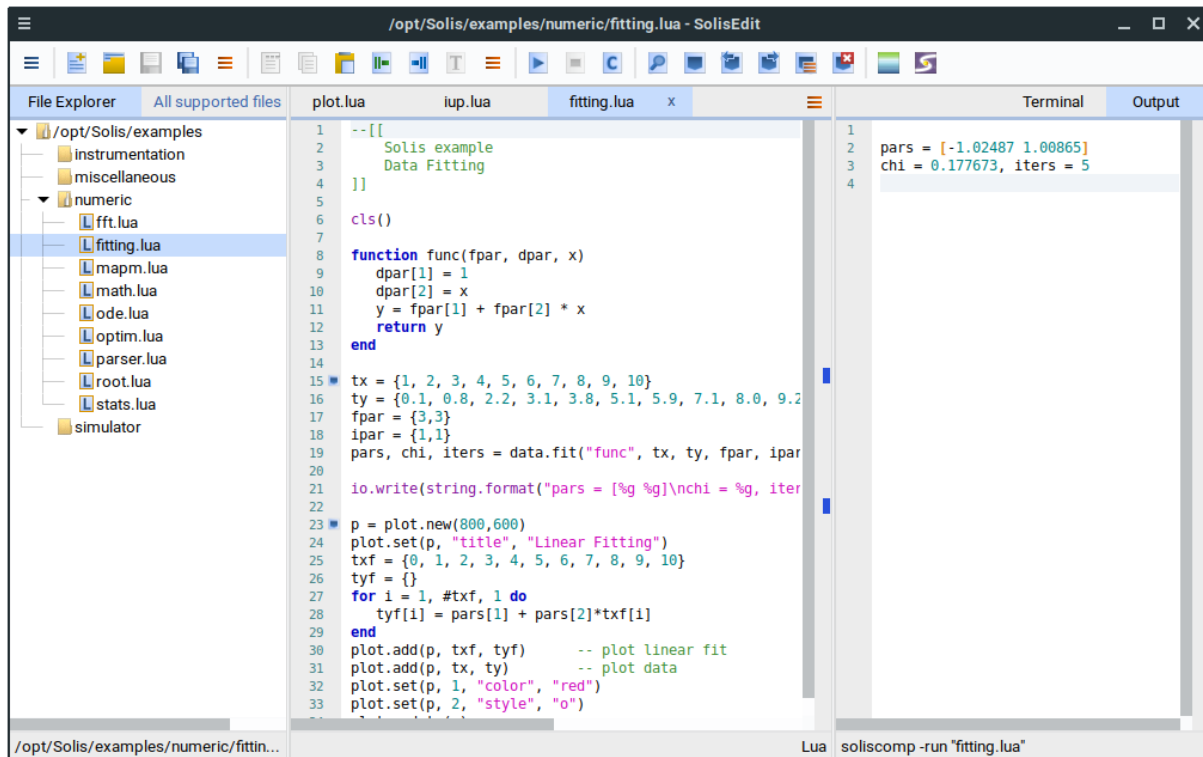 /opt/Solis/examples/numeric/fitting.lua - SolisEdit
T
C
File Explorer All supported files
/opt/Solis/examples
instrumentation
miscellaneous
numeric
L fft.lua
L fitting.lua
L mapm.lua
L math.lua
L ode.lua
L optim.lua
L parser.lua
L root.lua
L stats.lua
simulator
/opt/Solis/examples/numeric/fittin...
plot.lua iup.lua fitting.lua x
1 --[[
2 Solis example
3 Data Fitting
4 ]]
5
6 cls()
7
8 function func(fpar, dpar, x)
9 dpar[1] = 1
10 dpar[2] = x
11 y = fpar[1] + fpar[2] * x
12 return y
13 end
14
15 tx = {1, 2, 3, 4, 5, 6, 7, 8, 9, 10}
16 ty = {0.1, 0.8, 2.2, 3.1, 3.8, 5.1, 5.9, 7.1, 8.0, 9.2
17 fpar = {3,3}
18 ipar = {1,1}
19 pars, chi, iters = data.fit("func", tx, ty, fpar, ipar
20
21 io.write(string.format("pars = [%g %g]\nchi = %g, iter
22
23 p = plot.new(800,600)
24 plot.set(p, "title", "Linear Fitting")
25 txf = {0, 1, 2, 3, 4, 5, 6, 7, 8, 9, 10}
26 tyf = {}
27 for i = 1, #txf, 1 do
28 tyf[i] = pars[1] + pars[2]*txf[i]
29 end
30 plot.add(p, txf, tyf) -- plot linear fit
31 plot.add(p, tx, ty) -- plot data
32 plot.set(p, 1, "color", "red")
33 plot.set(p, 2, "style", "o")
Lua
Terminal Output
1
2 pars = [-1.02487 1.00865]
3 chi = 0.177673, iters = 5
4
soliscomp -run "fitting.lua"